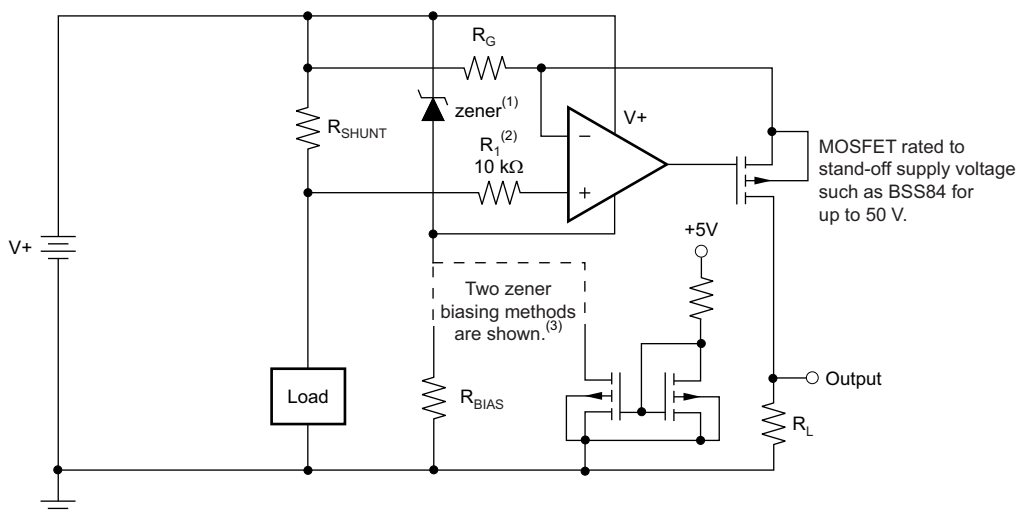 R_G
V+
zener(1)
R_SHUNT
R_1(2)
10 kΩ
−
+
MOSFET rated to
stand-off supply voltage
such as BSS84 for
up to 50 V.
V+
+5V
Two zener
biasing methods
are shown.(3)
Output
Load
R_BIAS
R_L